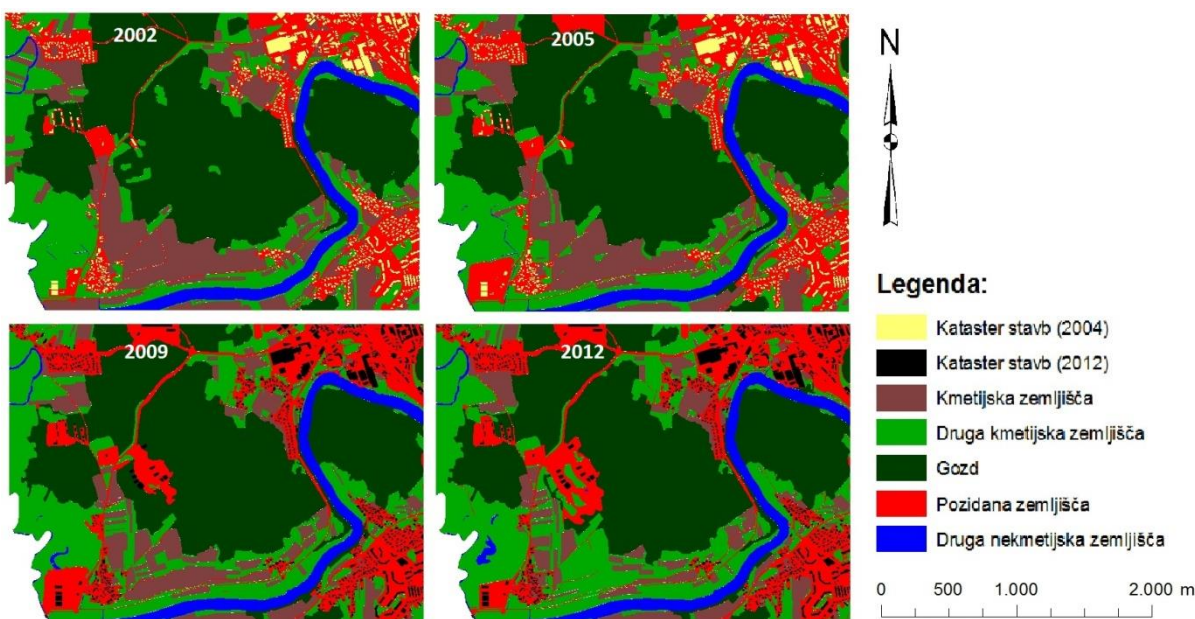 2002
2005
2009
2012
N
Legenda:
Kataster stavb (2004)
Kataster stavb (2012)
Kmetijska zemljišča
Druga kmetijska zemljišča
Gozd
Pozidana zemljišča
Druga nekmetijska zemljišča
0 500 1.000 2.000 m